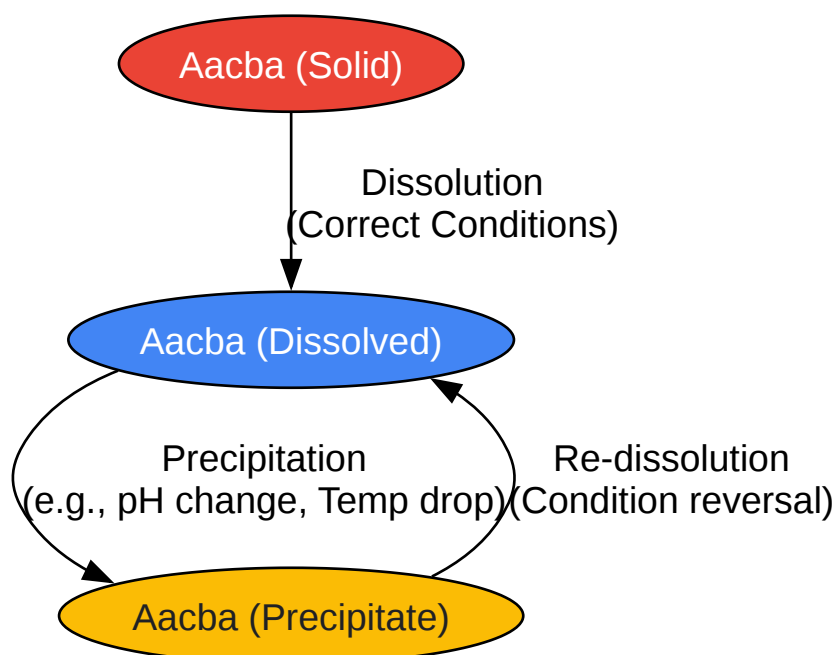 Aacba (Solid)
Dissolution
(Correct Conditions)
Aacba (Dissolved)
Precipitation
(e.g., pH change, Temp drop)
Re-dissolution
(Condition reversal)
Aacba (Precipitate)